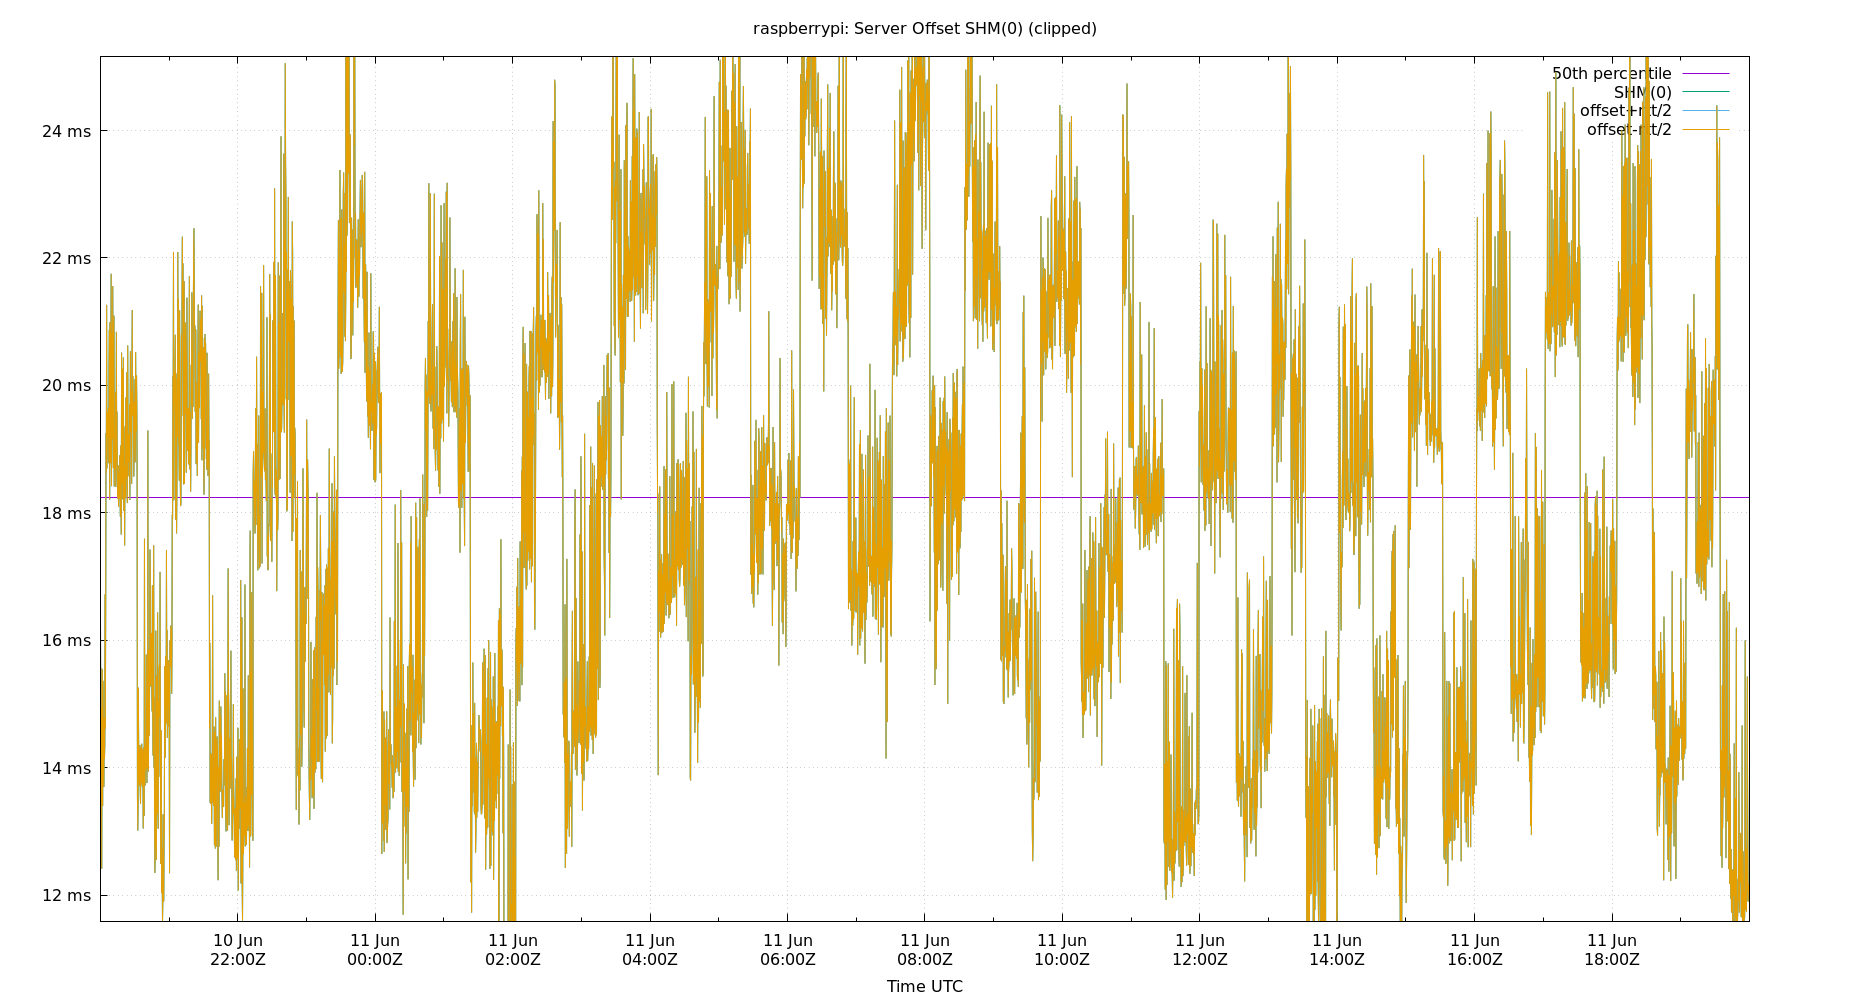 raspberrypi: Server Offset SHM(0) (clipped)
50th percentile
SHM(0)
offset+rtt/2
offset-rtt/2
24 ms
22 ms
20 ms
18 ms
16 ms
14 ms
12 ms
10 Jun 11 Jun 11 Jun 11 Jun 11 Jun 11 Jun 11 Jun 11 Jun 11 Jun 11 Jun 11 Jun
22:00Z 00:00Z 02:00Z 04:00Z 06:00Z 08:00Z 10:00Z 12:00Z 14:00Z 16:00Z 18:00Z
Time UTC